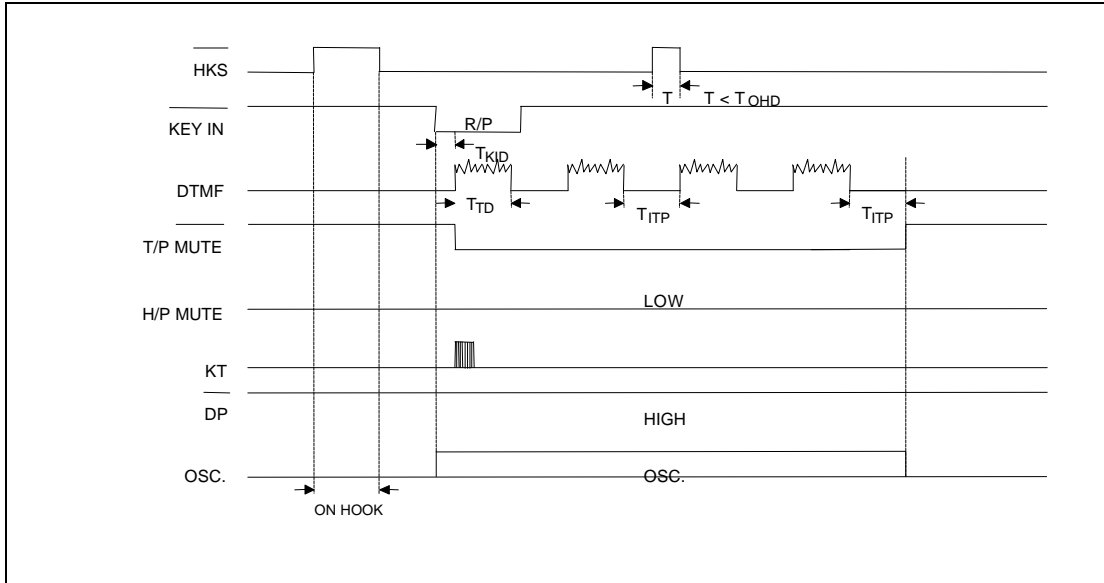 HKS
T T < TOHD
KEY IN
R/P
TKID
DTMF
TTD
TITP
TITP
T/P MUTE
LOW
H/P MUTE
KT
DP
HIGH
OSC.
OSC.
ON HOOK